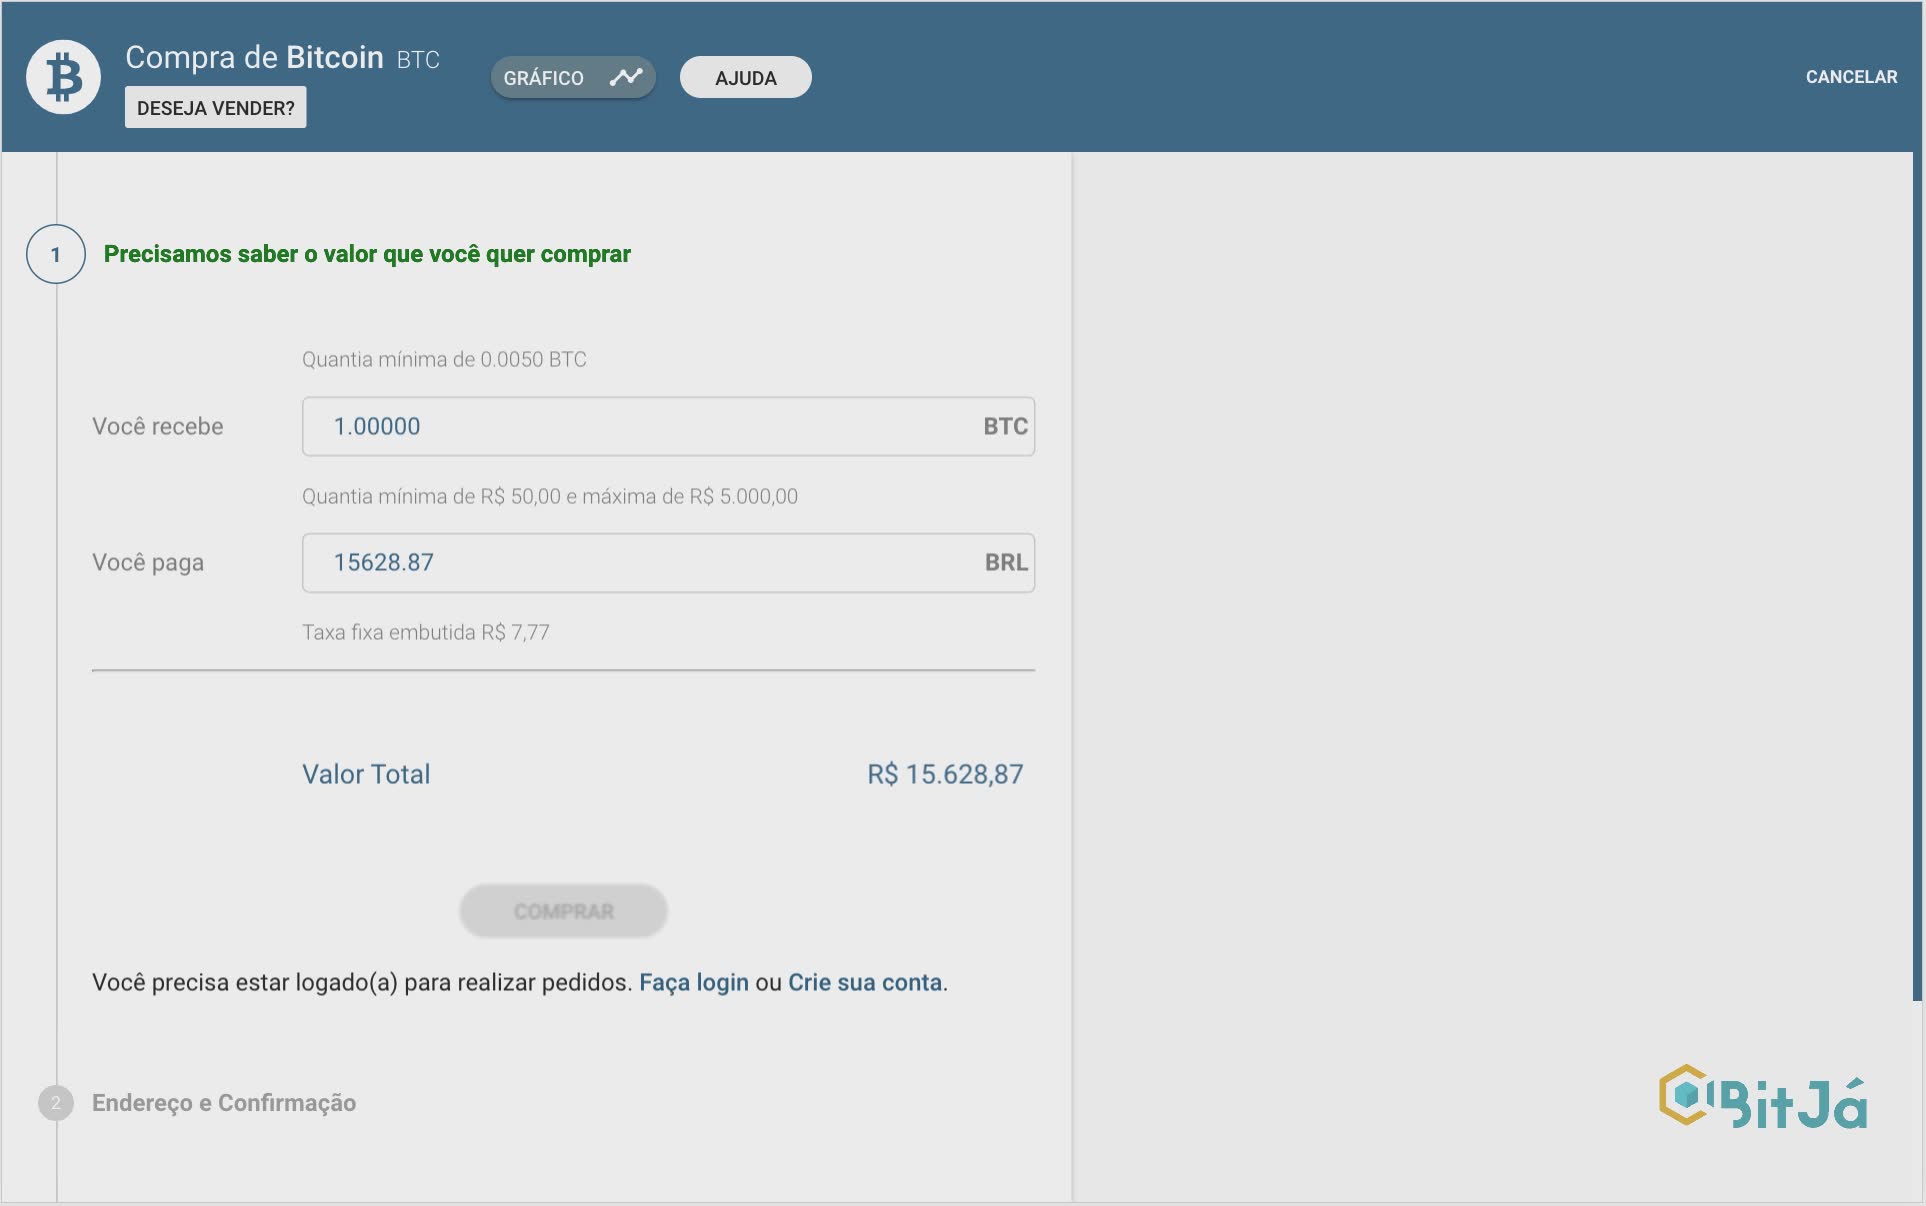 Compra de Bitcoin BTC
DESEJA VENDER?
GRÁFICO
AJUDA
CANCELAR
1
Precisamos saber o valor que você quer comprar
Quantia mínima de 0.0050 BTC
Você recebe
1.00000
BTC
Quantia mínima de R$ 50,00 e máxima de R$ 5.000,00
Você paga
15628.87
BRL
Taxa fixa embutida R$ 7,77
Valor Total
R$ 15.628,87
COMPRAR
Você precisa estar logado(a) para realizar pedidos. Faça login ou Crie sua conta.
2
Endereço e Confirmação
BitJá